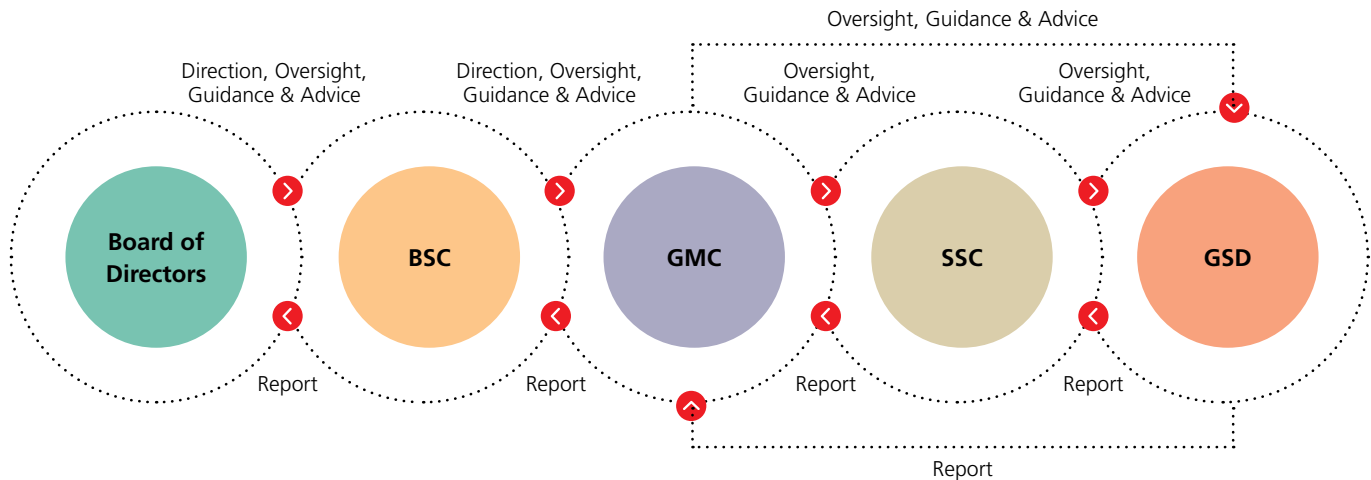 Oversight, Guidance & Advice
Direction, Oversight,
Guidance & Advice
Direction, Oversight,
Guidance & Advice
Oversight,
Guidance & Advice
Oversight,
Guidance & Advice
Board of
Directors
BSC
GMC
SSC
GSD
Report
Report
Report
Report
Report